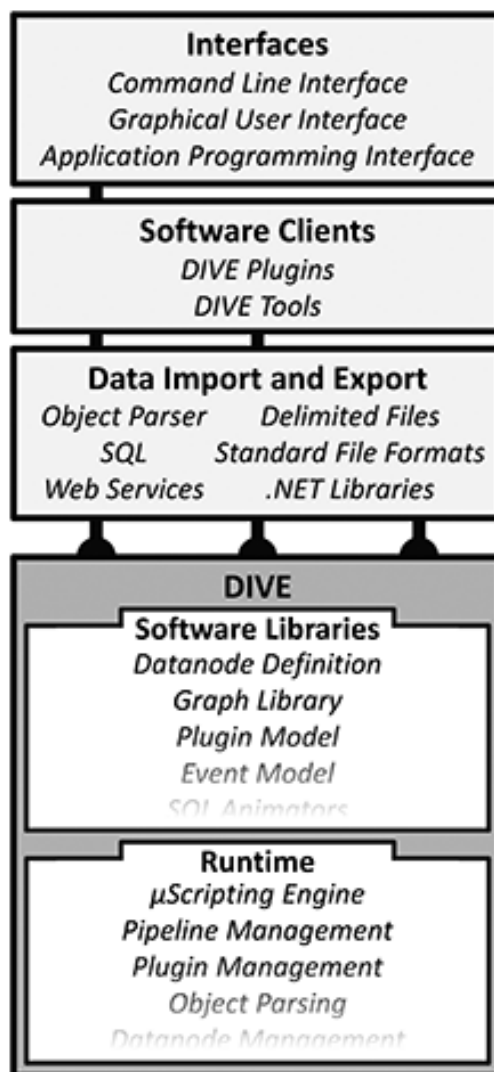 Interfaces
Command Line Interface
Graphical User Interface
Application Programming Interface
Software Clients
DIVE Plugins
DIVE Tools
Data Import and Export
Object Parser Delimited Files
SQL Standard File Formats
Web Services .NET Libraries
DIVE
Software Libraries
Datanode Definition
Graph Library
Plugin Model
Event Model
SQL Animators
Runtime
µScripting Engine
Pipeline Management
Plugin Management
Object Parsing
Datanode Management